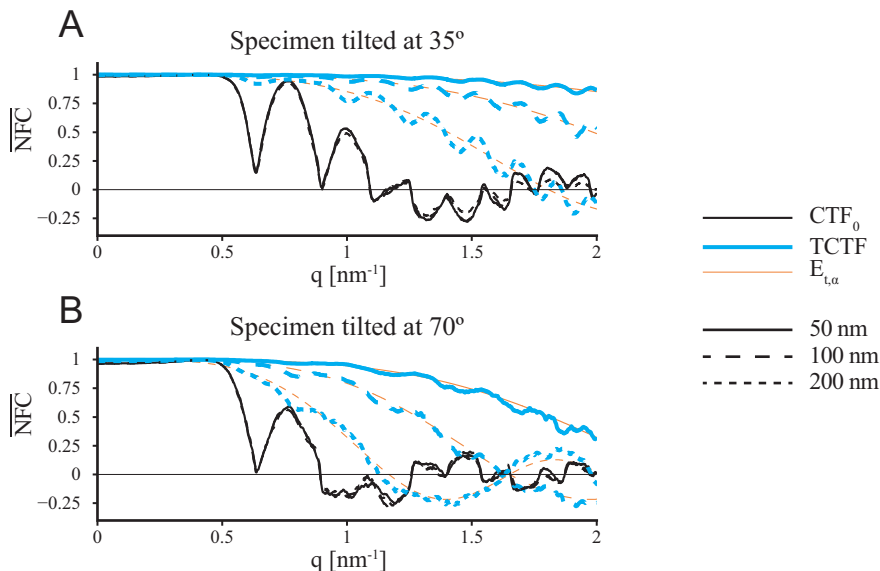 A
Specimen tilted at 35º
1
0.75
0.5
0.25
0
−0.25
NFC
0
0.5
1
1.5
2
q [nm⁻¹]
CTF₀
TCTF
Eₜ,α
50 nm
100 nm
200 nm
B
Specimen tilted at 70º
1
0.75
0.5
0.25
0
−0.25
NFC
0
0.5
1
1.5
2
q [nm⁻¹]